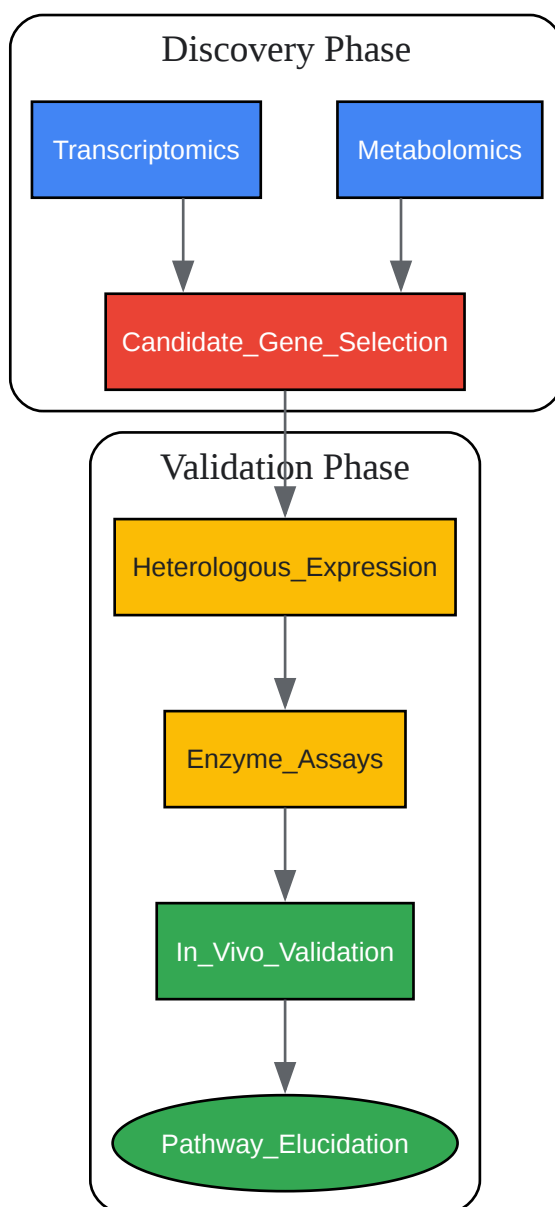 Discovery Phase
Transcriptomics
Metabolomics
Candidate_Gene_Selection
Validation Phase
Heterologous_Expression
Enzyme_Assays
In_Vivo_Validation
Pathway_Elucidation